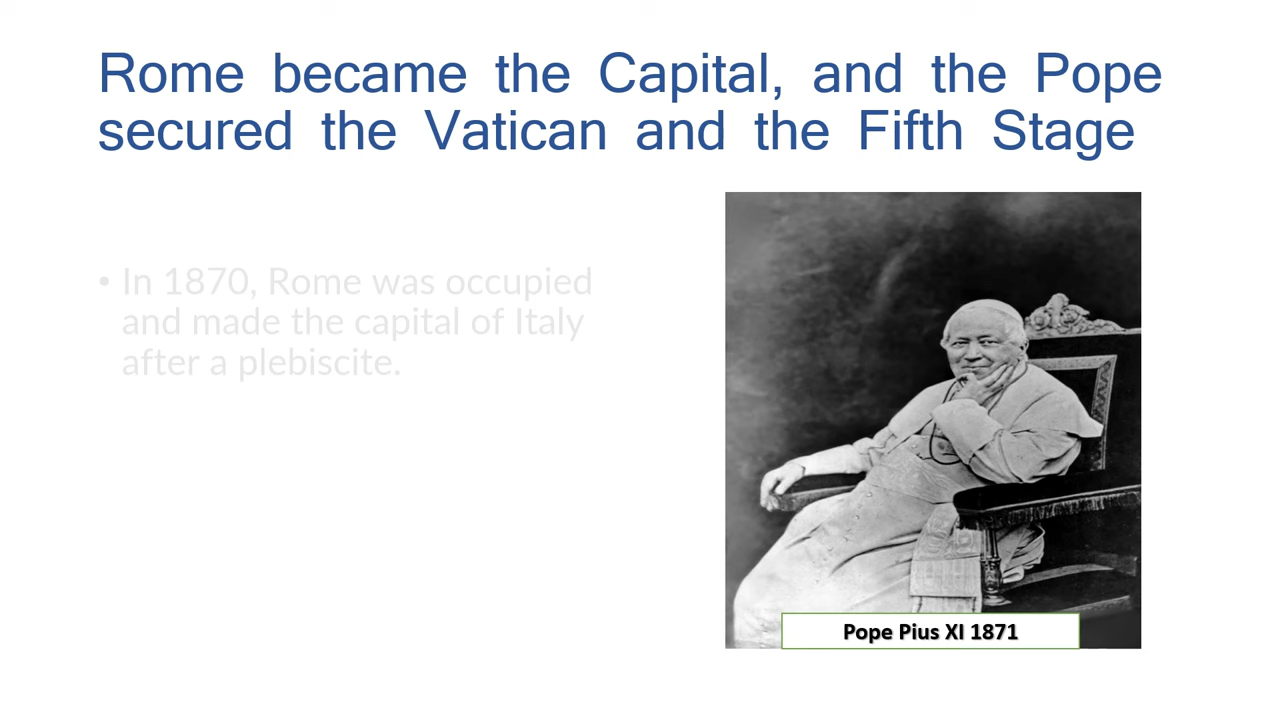 Rome became the Capital, and the Pope
secured the Vatican and the Fifth Stage
• In 1870, Rome was occupied
and made the capital of Italy
after a plebiscite.
Pope Pius XI 1871